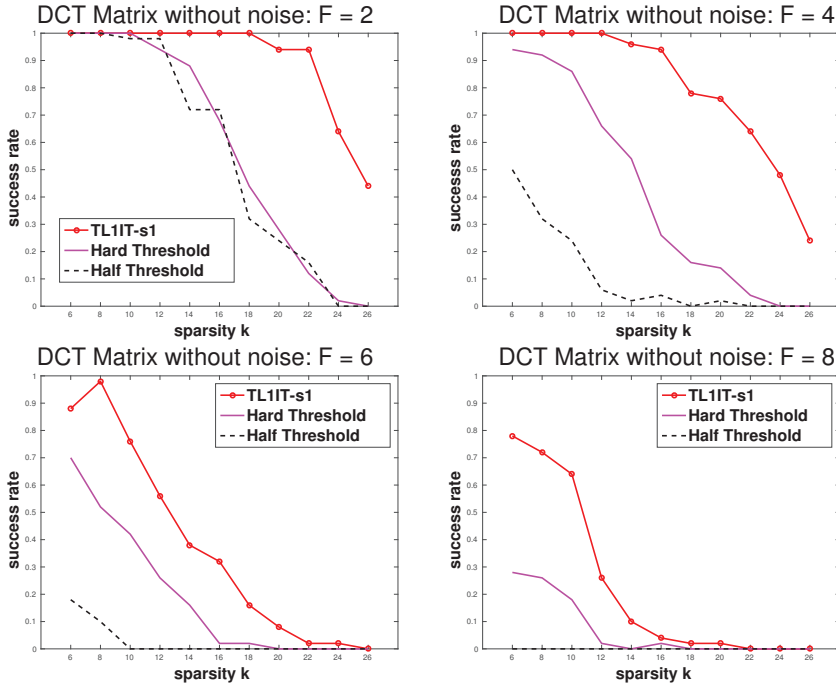 DCT Matrix without noise: F = 2
success rate
1
0.9
0.8
0.7
0.6
0.5
0.4
0.3
0.2
0.1
0
TL1IT-s1
Hard Threshold
Half Threshold
6 8 10 12 14 16 18 20 22 24 26
sparsity k
DCT Matrix without noise: F = 4
successs rate
1
0.9
0.8
0.7
0.6
0.5
0.4
0.3
0.2
0.1
0
6 8 10 12 14 16 18 20 22 24 26
sparsity k
DCT Matrix without noise: F = 6
success rate
1
0.9
0.8
0.7
0.6
0.5
0.4
0.3
0.2
0.1
0
TL1IT-s1
Hard Threshold
Half Threshold
6 8 10 12 14 16 18 20 22 24 26
sparsity k
DCT Matrix without noise: F = 8
success rate
1
0.9
0.8
0.7
0.6
0.5
0.4
0.3
0.2
0.1
0
TL1IT-s1
Hard Threshold
Half Threshold
6 8 10 12 14 16 18 20 22 24 26
sparsity k